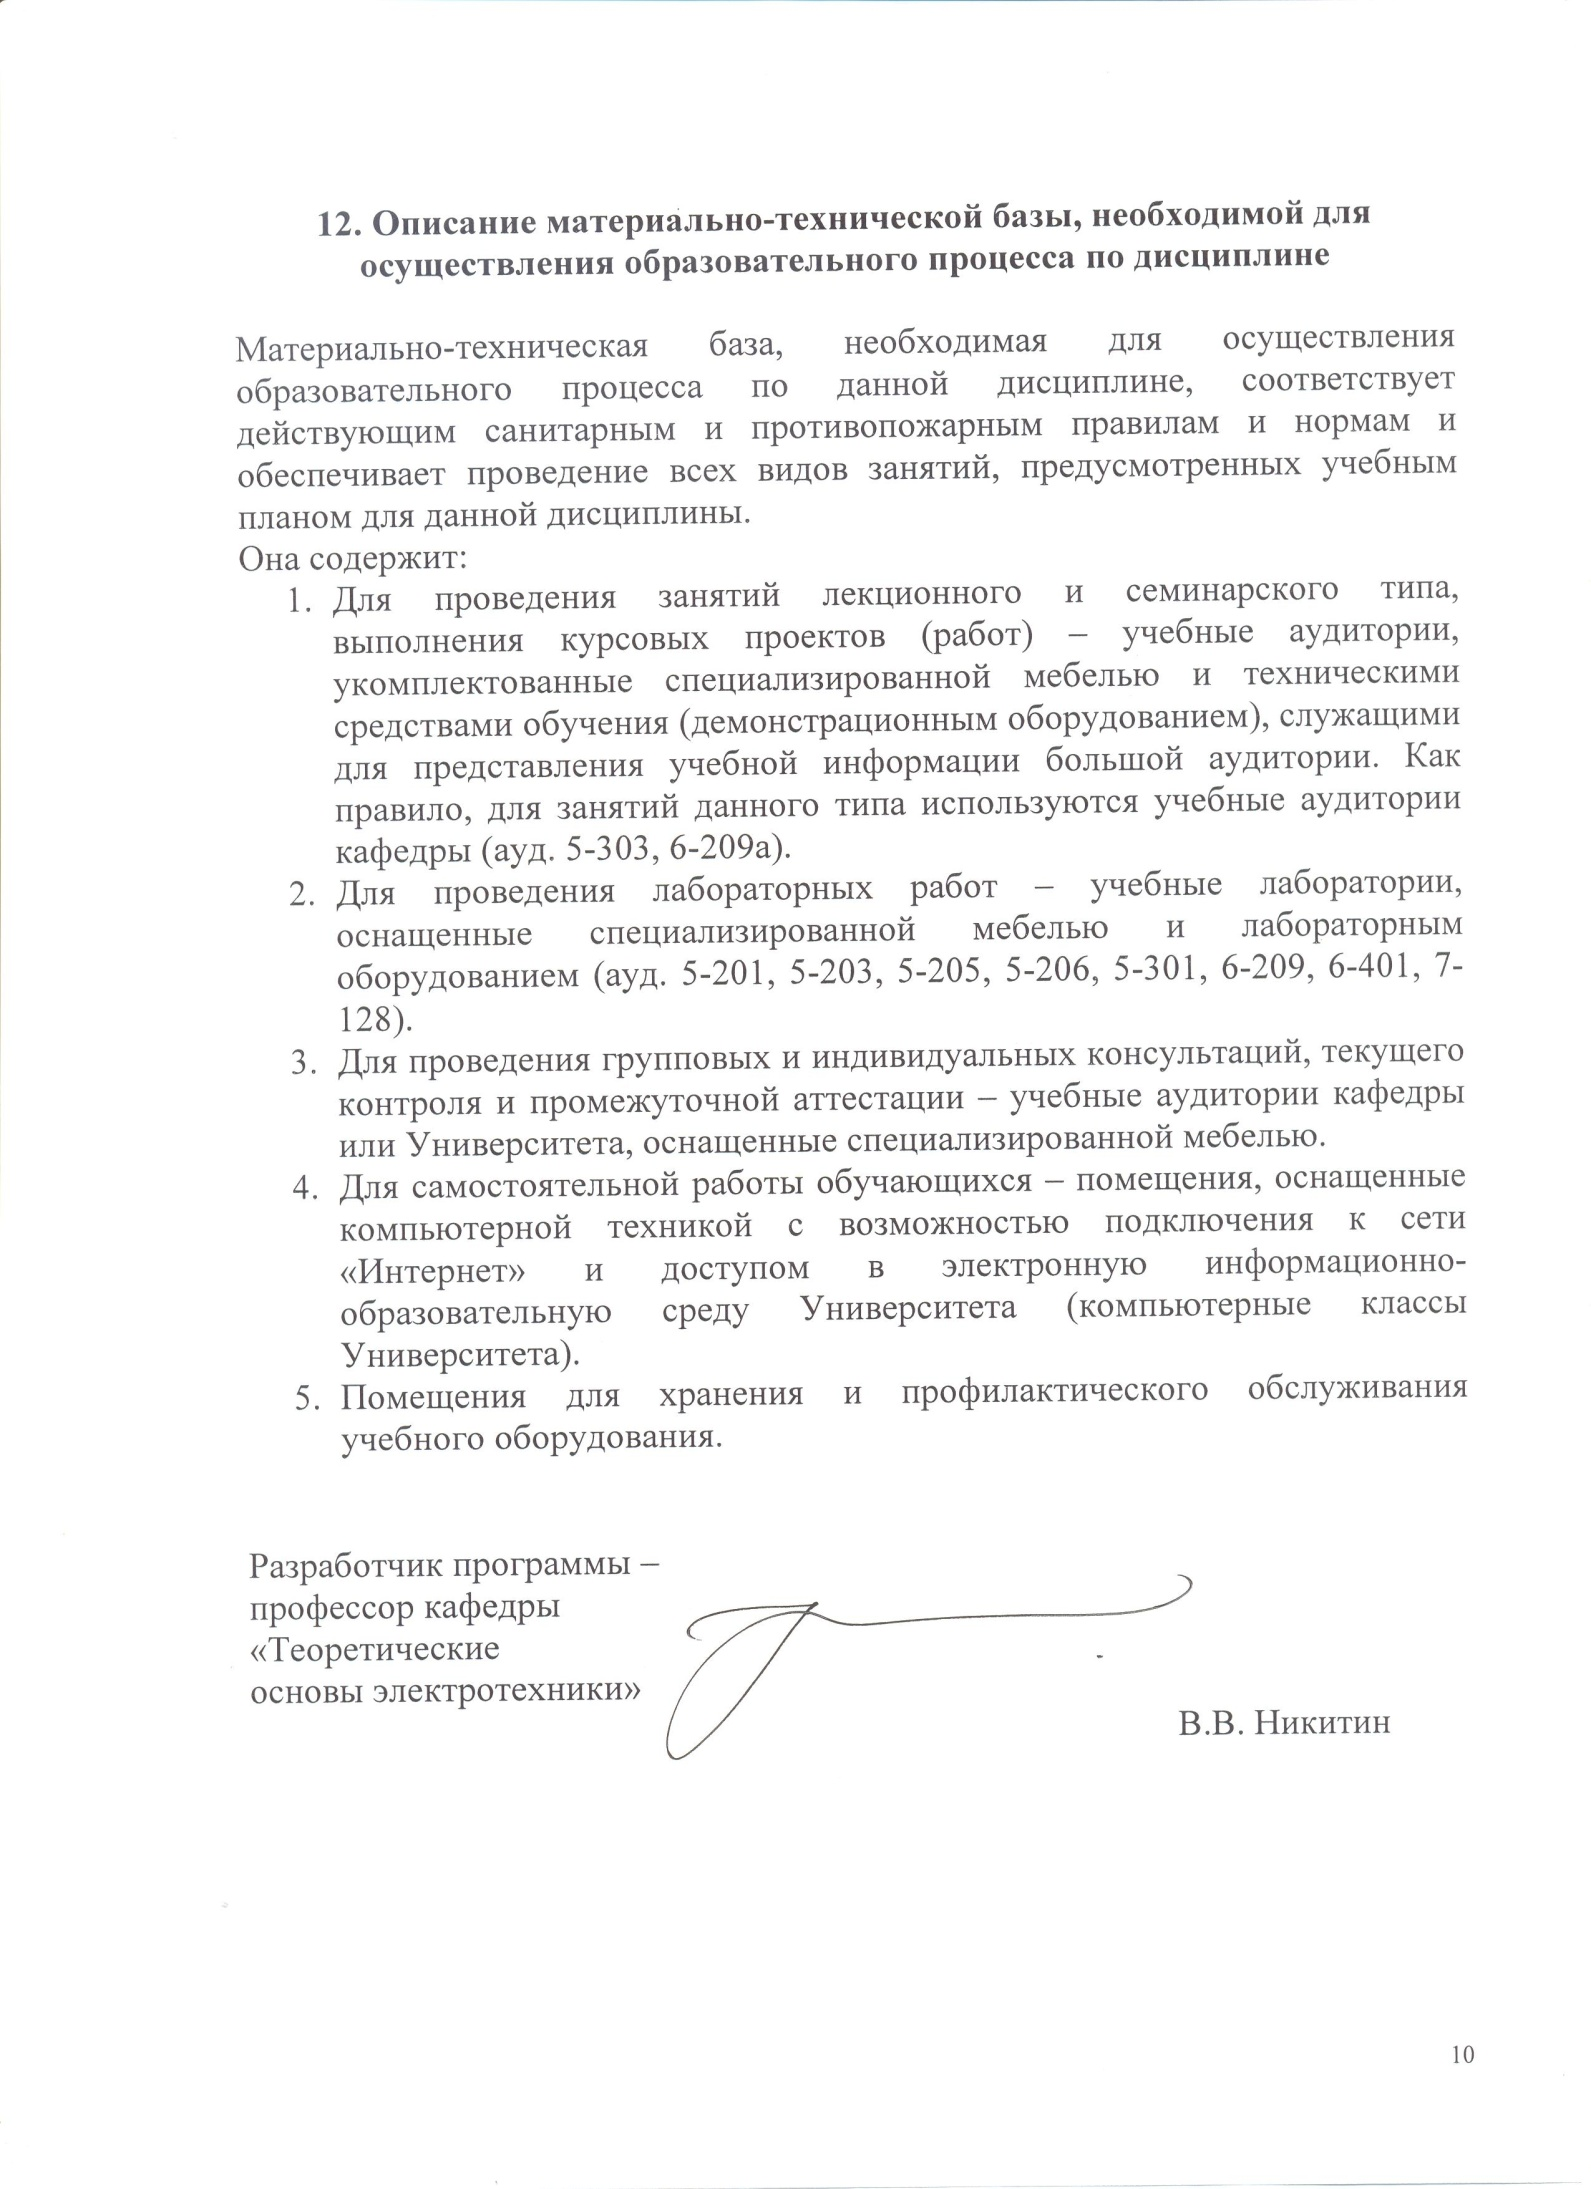 12. Описание материально-технической базы, необходимой для
осуществления образовательного процесса по дисциплине
Материально-техническая база, необходимая для осуществления
образовательного процесса по данной дисциплине, соответствует
действующим санитарным и противопожарным правилам и нормам и
обеспечивает проведение всех видов занятий, предусмотренных учебным
планом для данной дисциплины.
Она содержит:
1. Для проведения занятий лекционного и семинарского типа,
выполнения курсовых проектов (работ) – учебные аудитории,
укомплектованные специализированной мебелью и техническими
средствами обучения (демонстрационным оборудованием), служащими
для представления учебной информации большой аудитории. Как
правило, для занятий данного типа используются учебные аудитории
кафедры (ауд. 5-303, 6-209а).
2. Для проведения лабораторных работ – учебные лаборатории,
оснащенные специализированной мебелью и лабораторным
оборудованием (ауд. 5-201, 5-203, 5-205, 5-206, 5-301, 6-209, 6-401, 7-
128).
3. Для проведения групповых и индивидуальных консультаций, текущего
контроля и промежуточной аттестации – учебные аудитории кафедры
или Университета, оснащенные специализированной мебелью.
4. Для самостоятельной работы обучающихся – помещения, оснащенные
компьютерной техникой с возможностью подключения к сети
«Интернет» и доступом в электронную информационно-
образовательную среду Университета (компьютерные классы
Университета).
5. Помещения для хранения и профилактического обслуживания
учебного оборудования.
Разработчик программы –
профессор кафедры
«Теоретические
основы электротехники»
В.В. Никитин
10